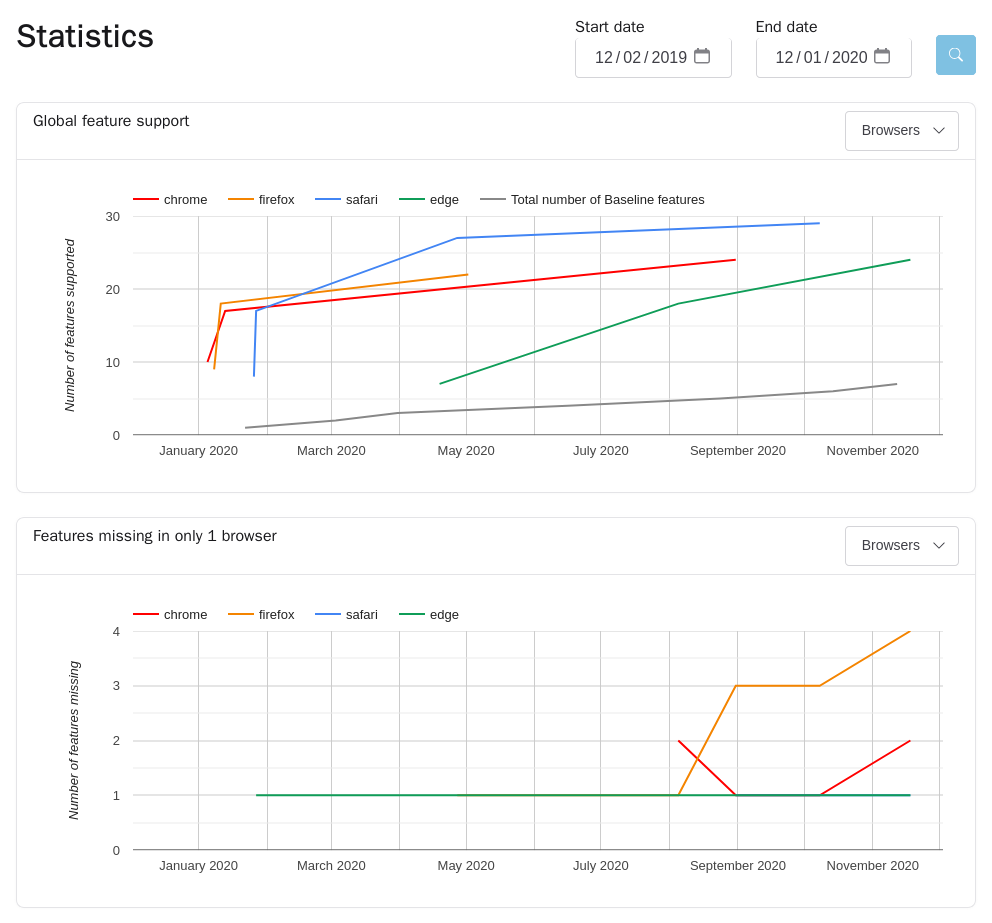 Statistics
Start date
End date
12/02/2019
12/01/2020
Global feature support
Browsers
chrome firefox safari edge Total number of Baseline features
Number of features supported
30
20
10
0
January 2020 March 2020 May 2020 July 2020 September 2020 November 2020
Features missing in only 1 browser
Browsers
chrome firefox safari edge
Number of features missing
4
3
2
1
0
January 2020 March 2020 May 2020 July 2020 September 2020 November 2020